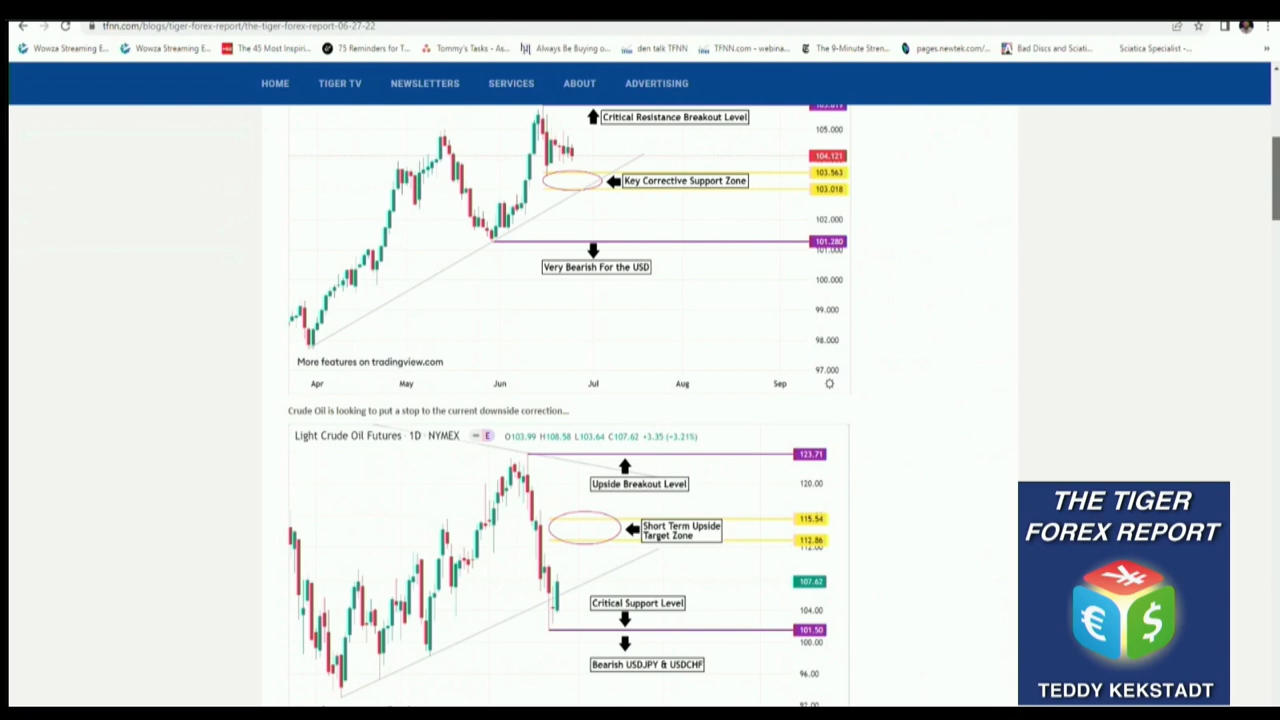 tfnn.com/blogs/tiger-forex-report/the-tiger-forex-report-06-27-22
Wowza Streaming E... Wowza Streaming E... The 45 Most Inspiri... 75 Reminders for T... Tommy's Tasks - As... Always Be Buying o... den talk TFNN TFNN.com - webina... The 9-Minute Stren... pages.newtek.com/... Bad Discs and Sciati... Sciatica Specialist -... »
HOME TIGER TV NEWSLETTERS SERVICES ABOUT ADVERTISING
Critical Resistance Breakout Level
105.000
104.121
103.563
Key Corrective Support Zone
103.018
102.000
101.280
101.000
Very Bearish For the USD
100.000
99.000
98.000
More features on tradingview.com
97.000
Apr May Jun Jul Aug Sep
Crude Oil is looking to put a stop to the current downside correction...
Light Crude Oil Futures · 1D · NYMEX E O103.99 H108.58 L103.64 C107.62 +3.35 (+3.21%)
123.71
Upside Breakout Level
120.00
115.54
Short Term Upside
Target Zone
112.86
112.00
107.62
Critical Support Level
104.00
101.50
100.00
Bearish USDJPY & USDCHF
96.00
THE TIGER
FOREX REPORT
€ $
TEDDY KEKSTADT